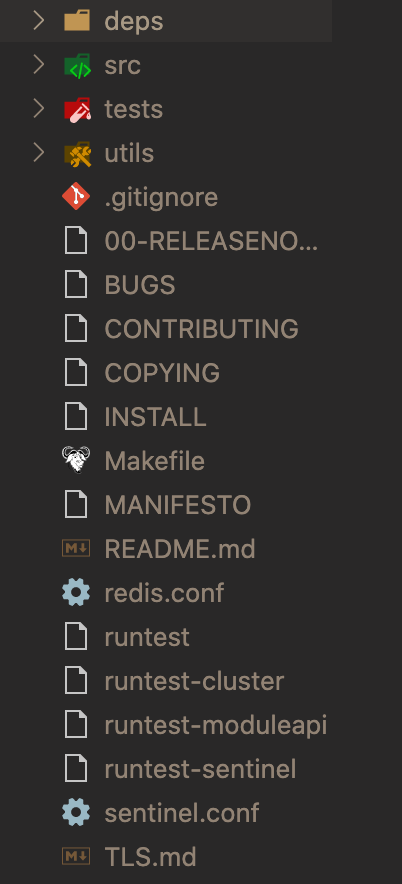 deps
src
tests
utils
.gitignore
00-RELEASENO...
BUGS
CONTRIBUTING
COPYING
INSTALL
Makefile
MANIFESTO
README.md
redis.conf
runtest
runtest-cluster
runtest-moduleapi
runtest-sentinel
sentinel.conf
TLS.md